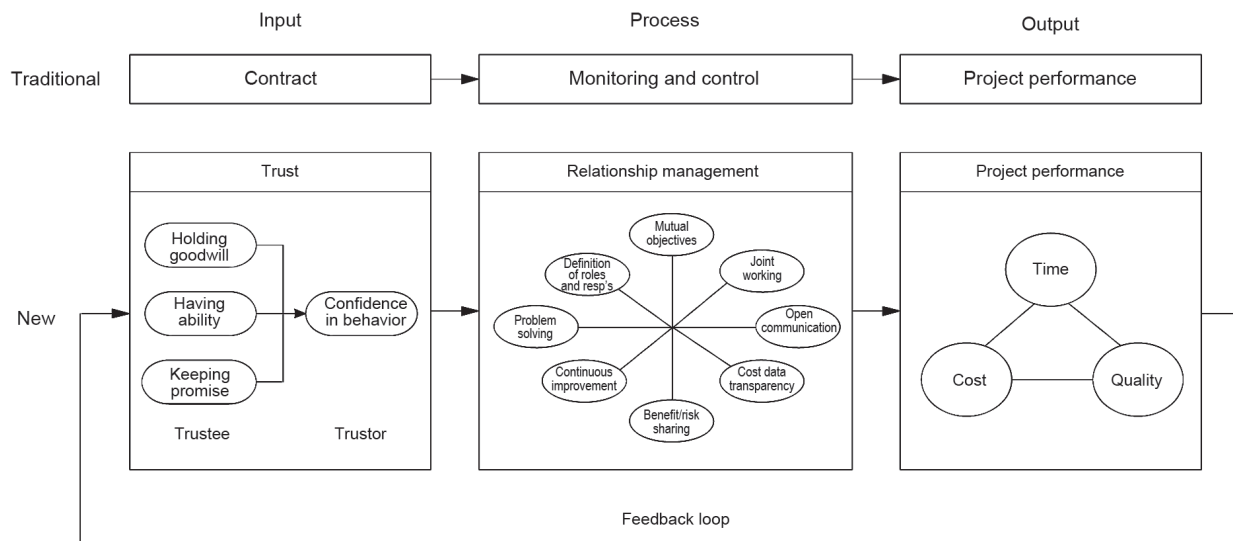 Input
Process
Output
Traditional
Contract
Monitoring and control
Project performance
New
Trust
Holding
goodwill
Having
ability
Keeping
promise
Confidence
in behavior
Trustee
Trustor
Relationship management
Mutual
objectives
Joint
working
Open
communication
Cost data
transparency
Benefit/risk
sharing
Continuous
improvement
Problem
solving
Definition
of roles
and resp's
Project performance
Time
Cost
Quality
Feedback loop